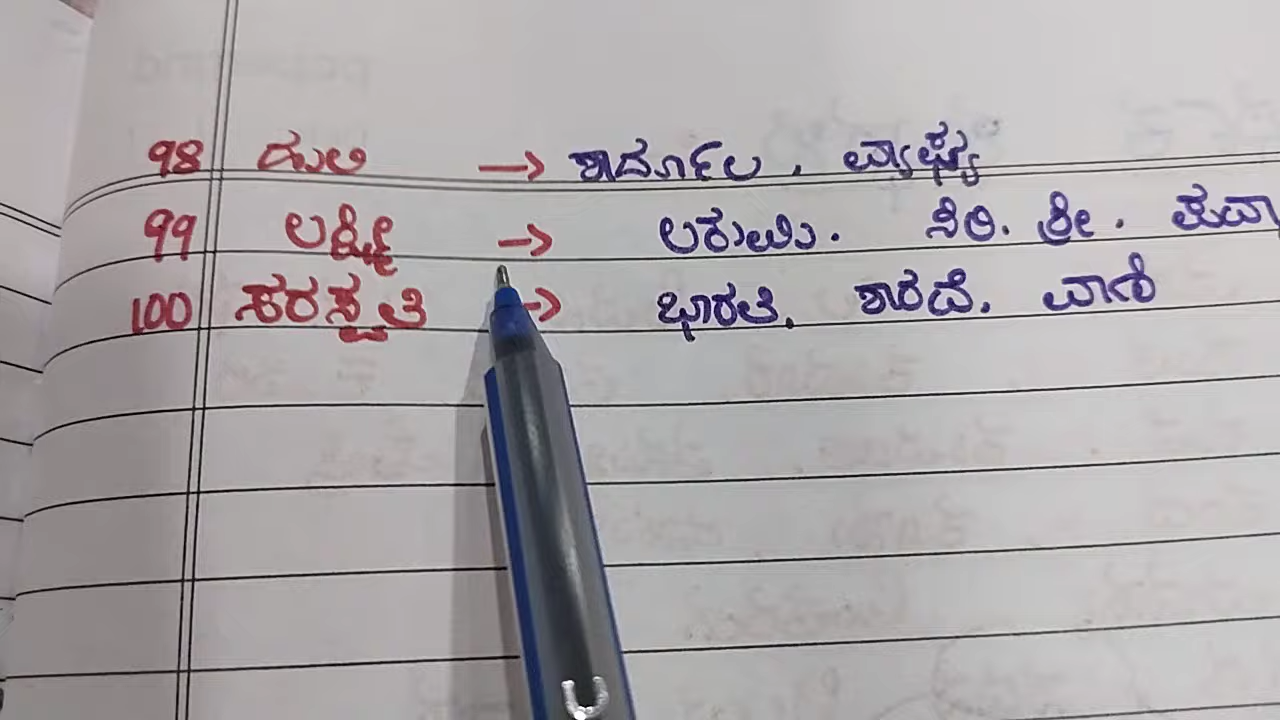 98 ಹುಲಿ → ಶಾರ್ದೂಲ. ವ್ಯಾಘ್ರ
99 ಲಕ್ಷ್ಮೀ → ಲಕುಮಿ. ಸಿರಿ. ಶ್ರೀ.
100 ಸರಸ್ವತಿ → ಭಾರತಿ. ಶಾರದೆ. ವಾಣಿ